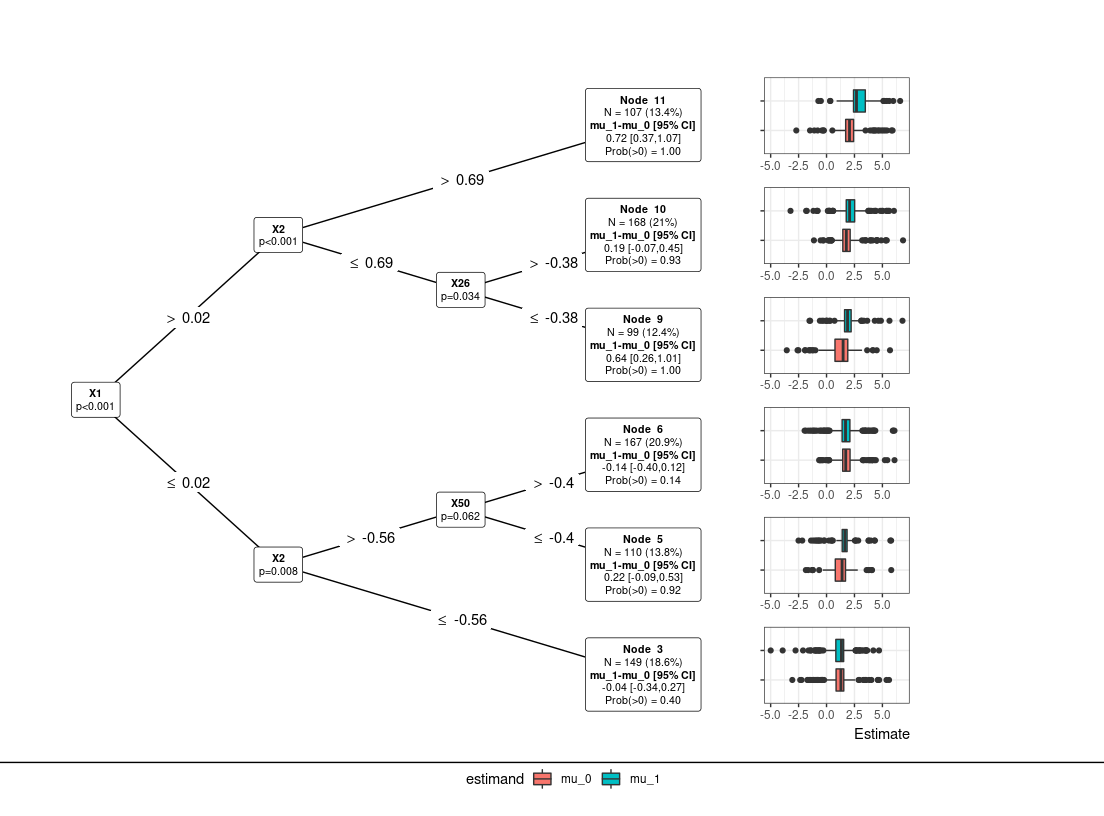 Node 11
N = 107 (13.4%)
mu_1-mu_0 [95% CI]
0.72 [0.37,1.07]
Prob(>0) = 1.00
-5.0 -2.5 0.0 2.5 5.0
> 0.69
Node 10
N = 168 (21%)
mu_1-mu_0 [95% CI]
0.19 [-0.07,0.45]
Prob(>0) = 0.93
-5.0 -2.5 0.0 2.5 5.0
X2
p<0.001
≤ 0.69
> -0.38
X26
p=0.034
> 0.02
≤ -0.38
Node 9
N = 99 (12.4%)
mu_1-mu_0 [95% CI]
0.64 [0.26,1.01]
Prob(>0) = 1.00
-5.0 -2.5 0.0 2.5 5.0
X1
p<0.001
Node 6
N = 167 (20.9%)
mu_1-mu_0 [95% CI]
-0.14 [-0.40,0.12]
Prob(>0) = 0.14
-5.0 -2.5 0.0 2.5 5.0
≤ 0.02
> -0.4
X50
p=0.062
> -0.56
≤ -0.4
Node 5
N = 110 (13.8%)
mu_1-mu_0 [95% CI]
0.22 [-0.09,0.53]
Prob(>0) = 0.92
-5.0 -2.5 0.0 2.5 5.0
X2
p=0.008
≤ -0.56
Node 3
N = 149 (18.6%)
mu_1-mu_0 [95% CI]
-0.04 [-0.34,0.27]
Prob(>0) = 0.40
-5.0 -2.5 0.0 2.5 5.0
Estimate
estimand mu_0 mu_1